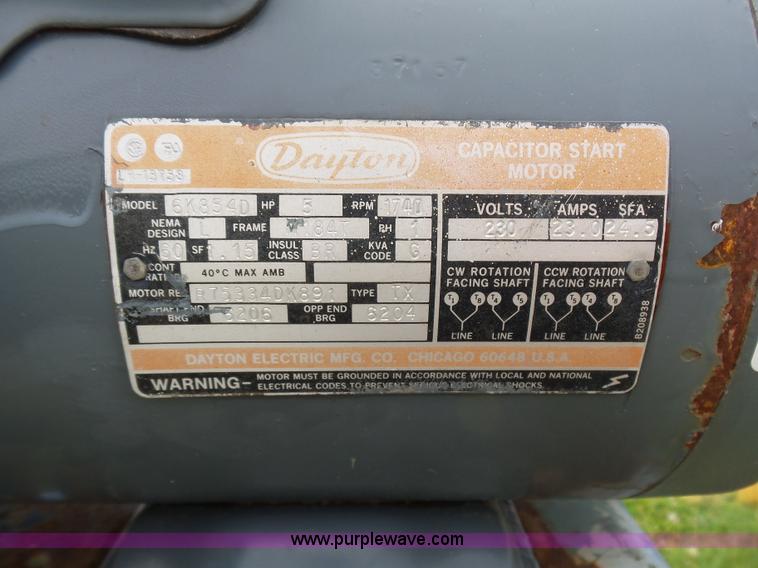 Dayton
CAPACITOR START
MOTOR
MODEL 6K854D HP 5 RPM 1740
NEMA DESIGN L FRAME PH 1
HZ 60 SF 1.15 INSUL CLASS BR KVA CODE G
40°C MAX AMB
MOTOR TYPE TX
BRG 6206 OPP END BRG 6204
VOLTS AMPS SFA
230 23.0 24.5
CW ROTATION FACING SHAFT
CCW ROTATION FACING SHAFT
LINE LINE LINE LINE
B208938
DAYTON ELECTRIC MFG. CO. CHICAGO 60648 U.S.A.
WARNING- MOTOR MUST BE GROUNDED IN ACCORDANCE WITH LOCAL AND NATIONAL
ELECTRICAL CODES TO PREVENT SERIOUS ELECTRICAL SHOCKS.
www.purplewave.com